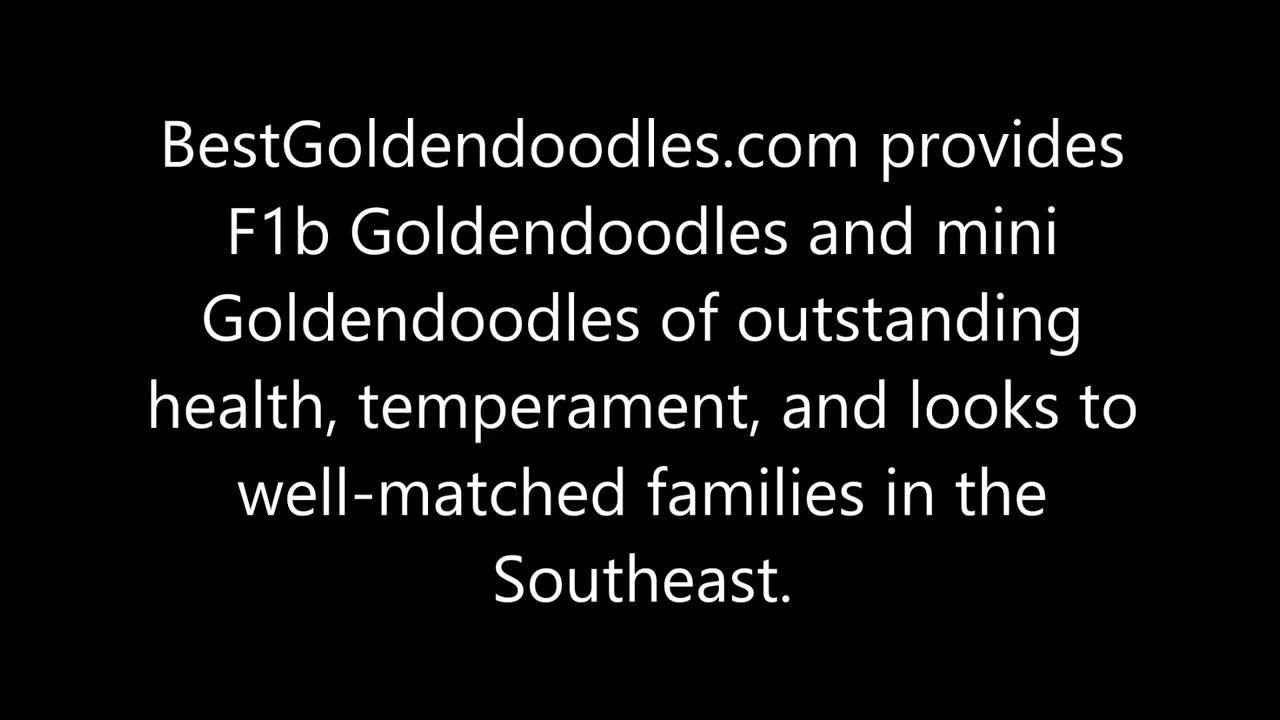 BestGoldendoodles.com provides
F1b Goldendoodles and mini
Goldendoodles of outstanding
health, temperament, and looks to
well-matched families in the
Southeast.